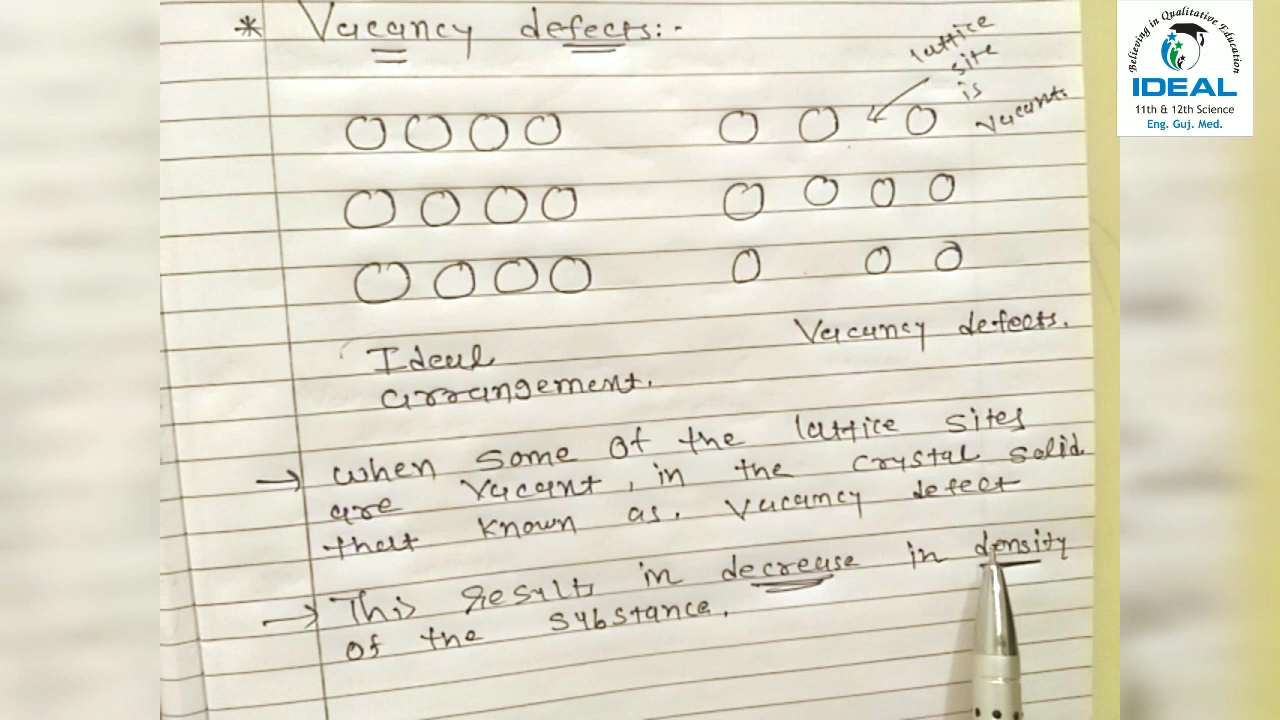 * Vacancy defects:-
lattice
site
is
vacant.
Ideal
arrangement.
Vacancy defects.
→ When some of the lattice sites
are vacant, in the crystal solid
that known as. vacancy defect
→ This results in decrease in density
of the substance.
Believing in Qualitative Education
IDEAL
11th & 12th Science
Eng. Guj. Med.